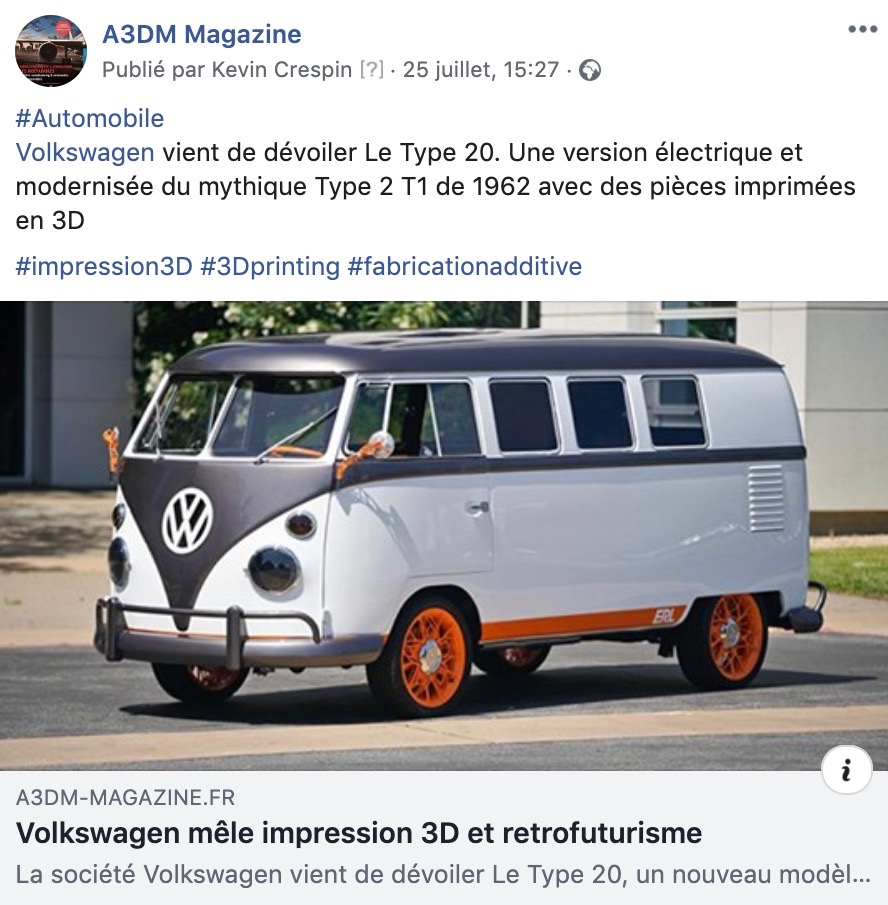 A3DM Magazine
Publié par Kevin Crespin [?] · 25 juillet, 15:27 ·
#Automobile
Volkswagen vient de dévoiler Le Type 20. Une version électrique et
modernisée du mythique Type 2 T1 de 1962 avec des pièces imprimées
en 3D
#impression3D #3Dprinting #fabricationadditive
VW
ERL
i
A3DM-MAGAZINE.FR
Volkswagen mêle impression 3D et retrofuturisme
La société Volkswagen vient de dévoiler Le Type 20, un nouveau modèl...